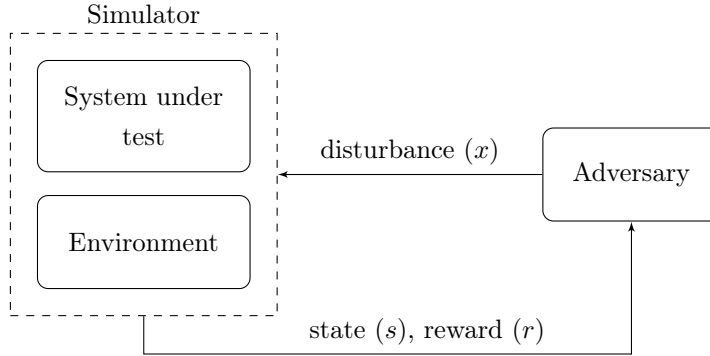 Simulator
System under
test
disturbance (x)
Adversary
Environment
state (s), reward (r)